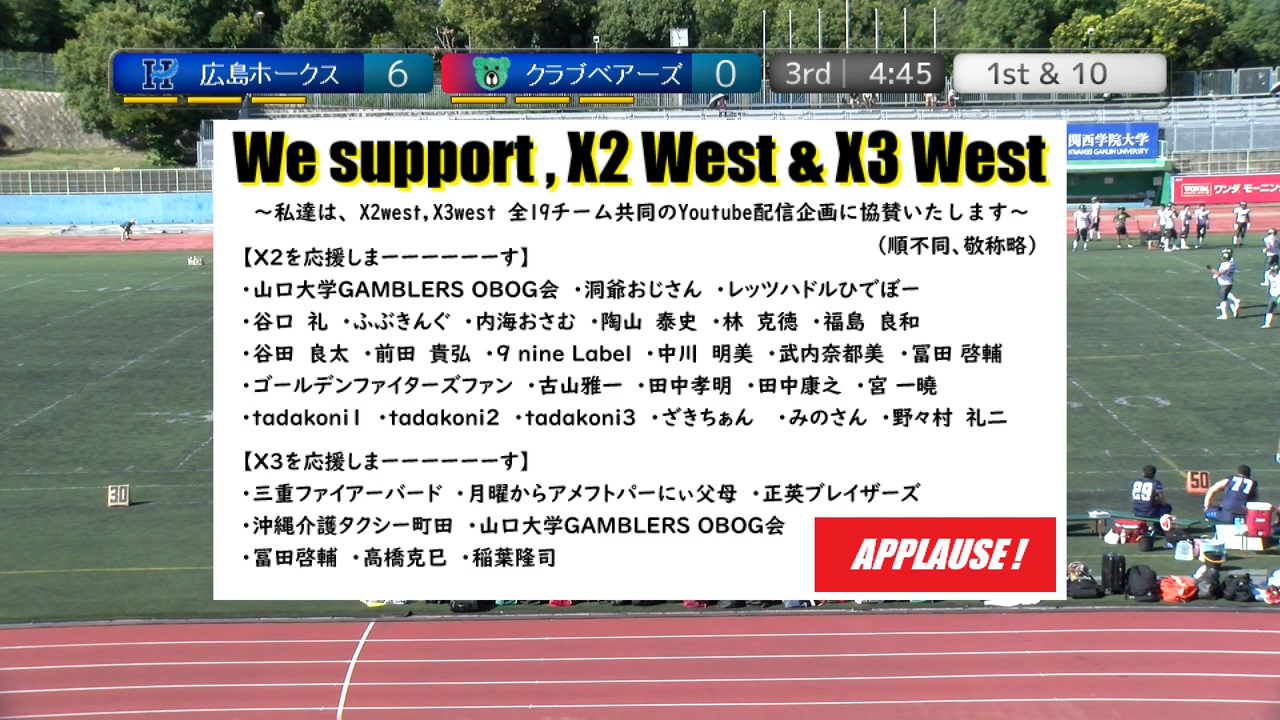 広島ホークス 6 クラブベアーズ 0 3rd 4:45 1st & 10
We support , X2 West & X3 West
～私達は、X2west,X3west 全19チーム共同のYoutube配信企画に協賛いたします～
（順不同、敬称略）
【X2を応援しまーーーーーーす】
・山口大学GAMBLERS OBOG会 ・洞爺おじさん ・レッツハドルひでぼー
・谷口 礼 ・ふぶきんぐ ・内海おさむ ・陶山 泰史 ・林 克徳 ・福島 良和
・谷田 良太 ・前田 貴弘 ・9 nine Label ・中川 明美 ・武内奈都美 ・冨田 啓輔
・ゴールデンファイターズファン ・古山雅一 ・田中孝明 ・田中康之 ・宮 一暁
・tadakoni1 ・tadakoni2 ・tadakoni3 ・ざきちぁん ・みのさん ・野々村 礼二
【X3を応援しまーーーーーーす】
・三重ファイアーバード ・月曜からアメフトパーにぃ父母 ・正英ブレイザーズ
・沖縄介護タクシー町田 ・山口大学GAMBLERS OBOG会
・冨田啓輔 ・高橋克巳 ・稲葉隆司
APPLAUSE !
関西学院大学
KWANSEI GAKUIN UNIVERSITY
WONDA ワンダ モーニン
30
50
29
77